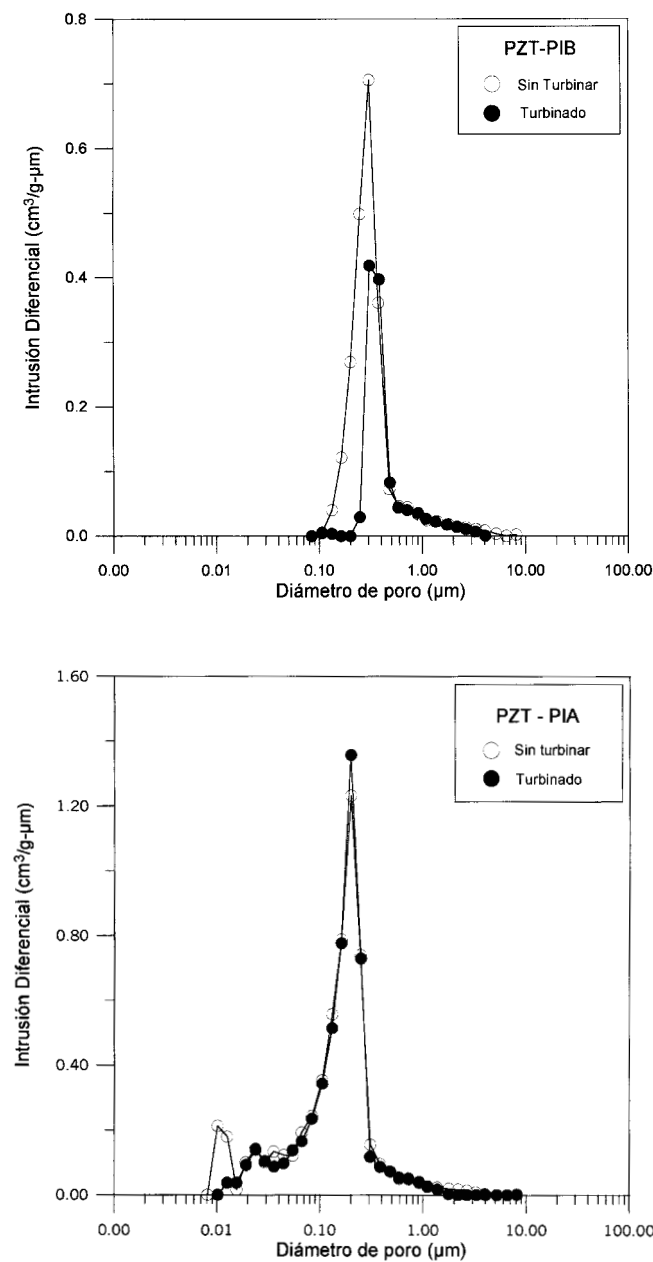 0.8
PZT-PIB
Sin Turbinar
Turbinado
0.6
0.4
0.2
0.0
Intrusión Diferencial (cm³/g-µm)
0.00 0.01 0.10 1.00 10.00 100.00
Diámetro de poro (µm)
1.60
PZT - PIA
Sin turbinar
Turbinado
1.20
0.80
0.40
0.00
Intrusión Diferencial (cm³/g-µm)
0.00 0.01 0.10 1.00 10.00 100.00
Diámetro de poro (µm)